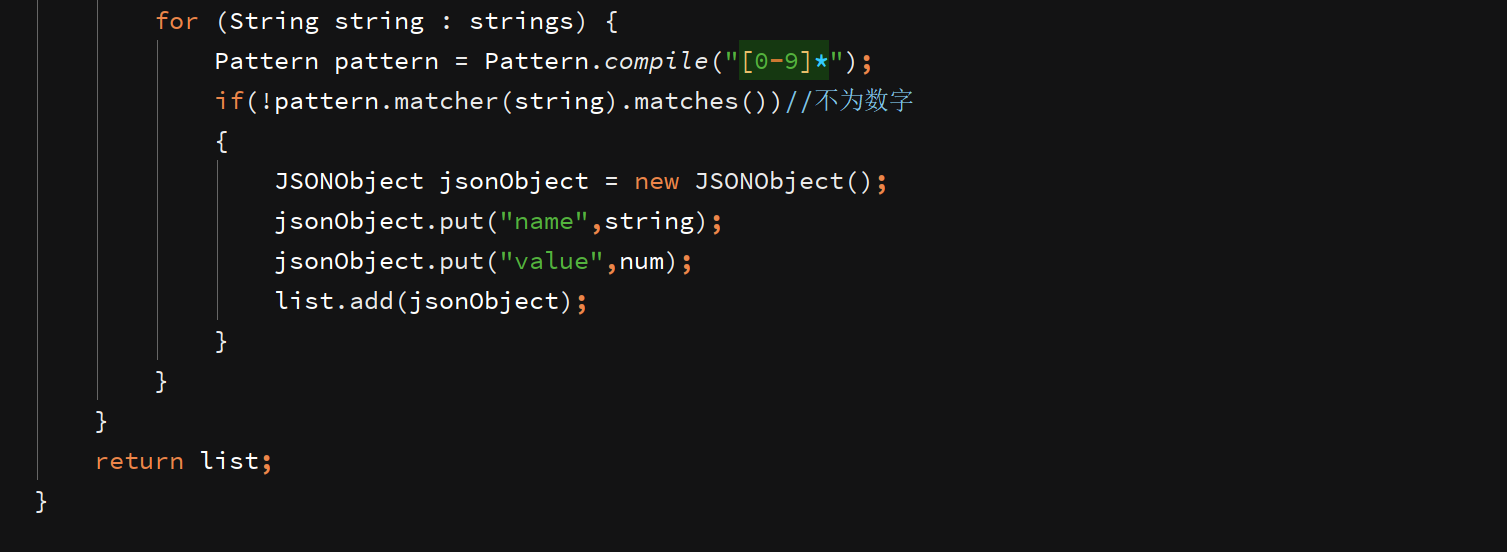 for (String string : strings) {
Pattern pattern = Pattern.compile("[0-9]*");
if(!pattern.matcher(string).matches())//不为数字
{
JSONObject jsonObject = new JSONObject();
jsonObject.put("name",string);
jsonObject.put("value",num);
list.add(jsonObject);
}
}
}
return list;
}